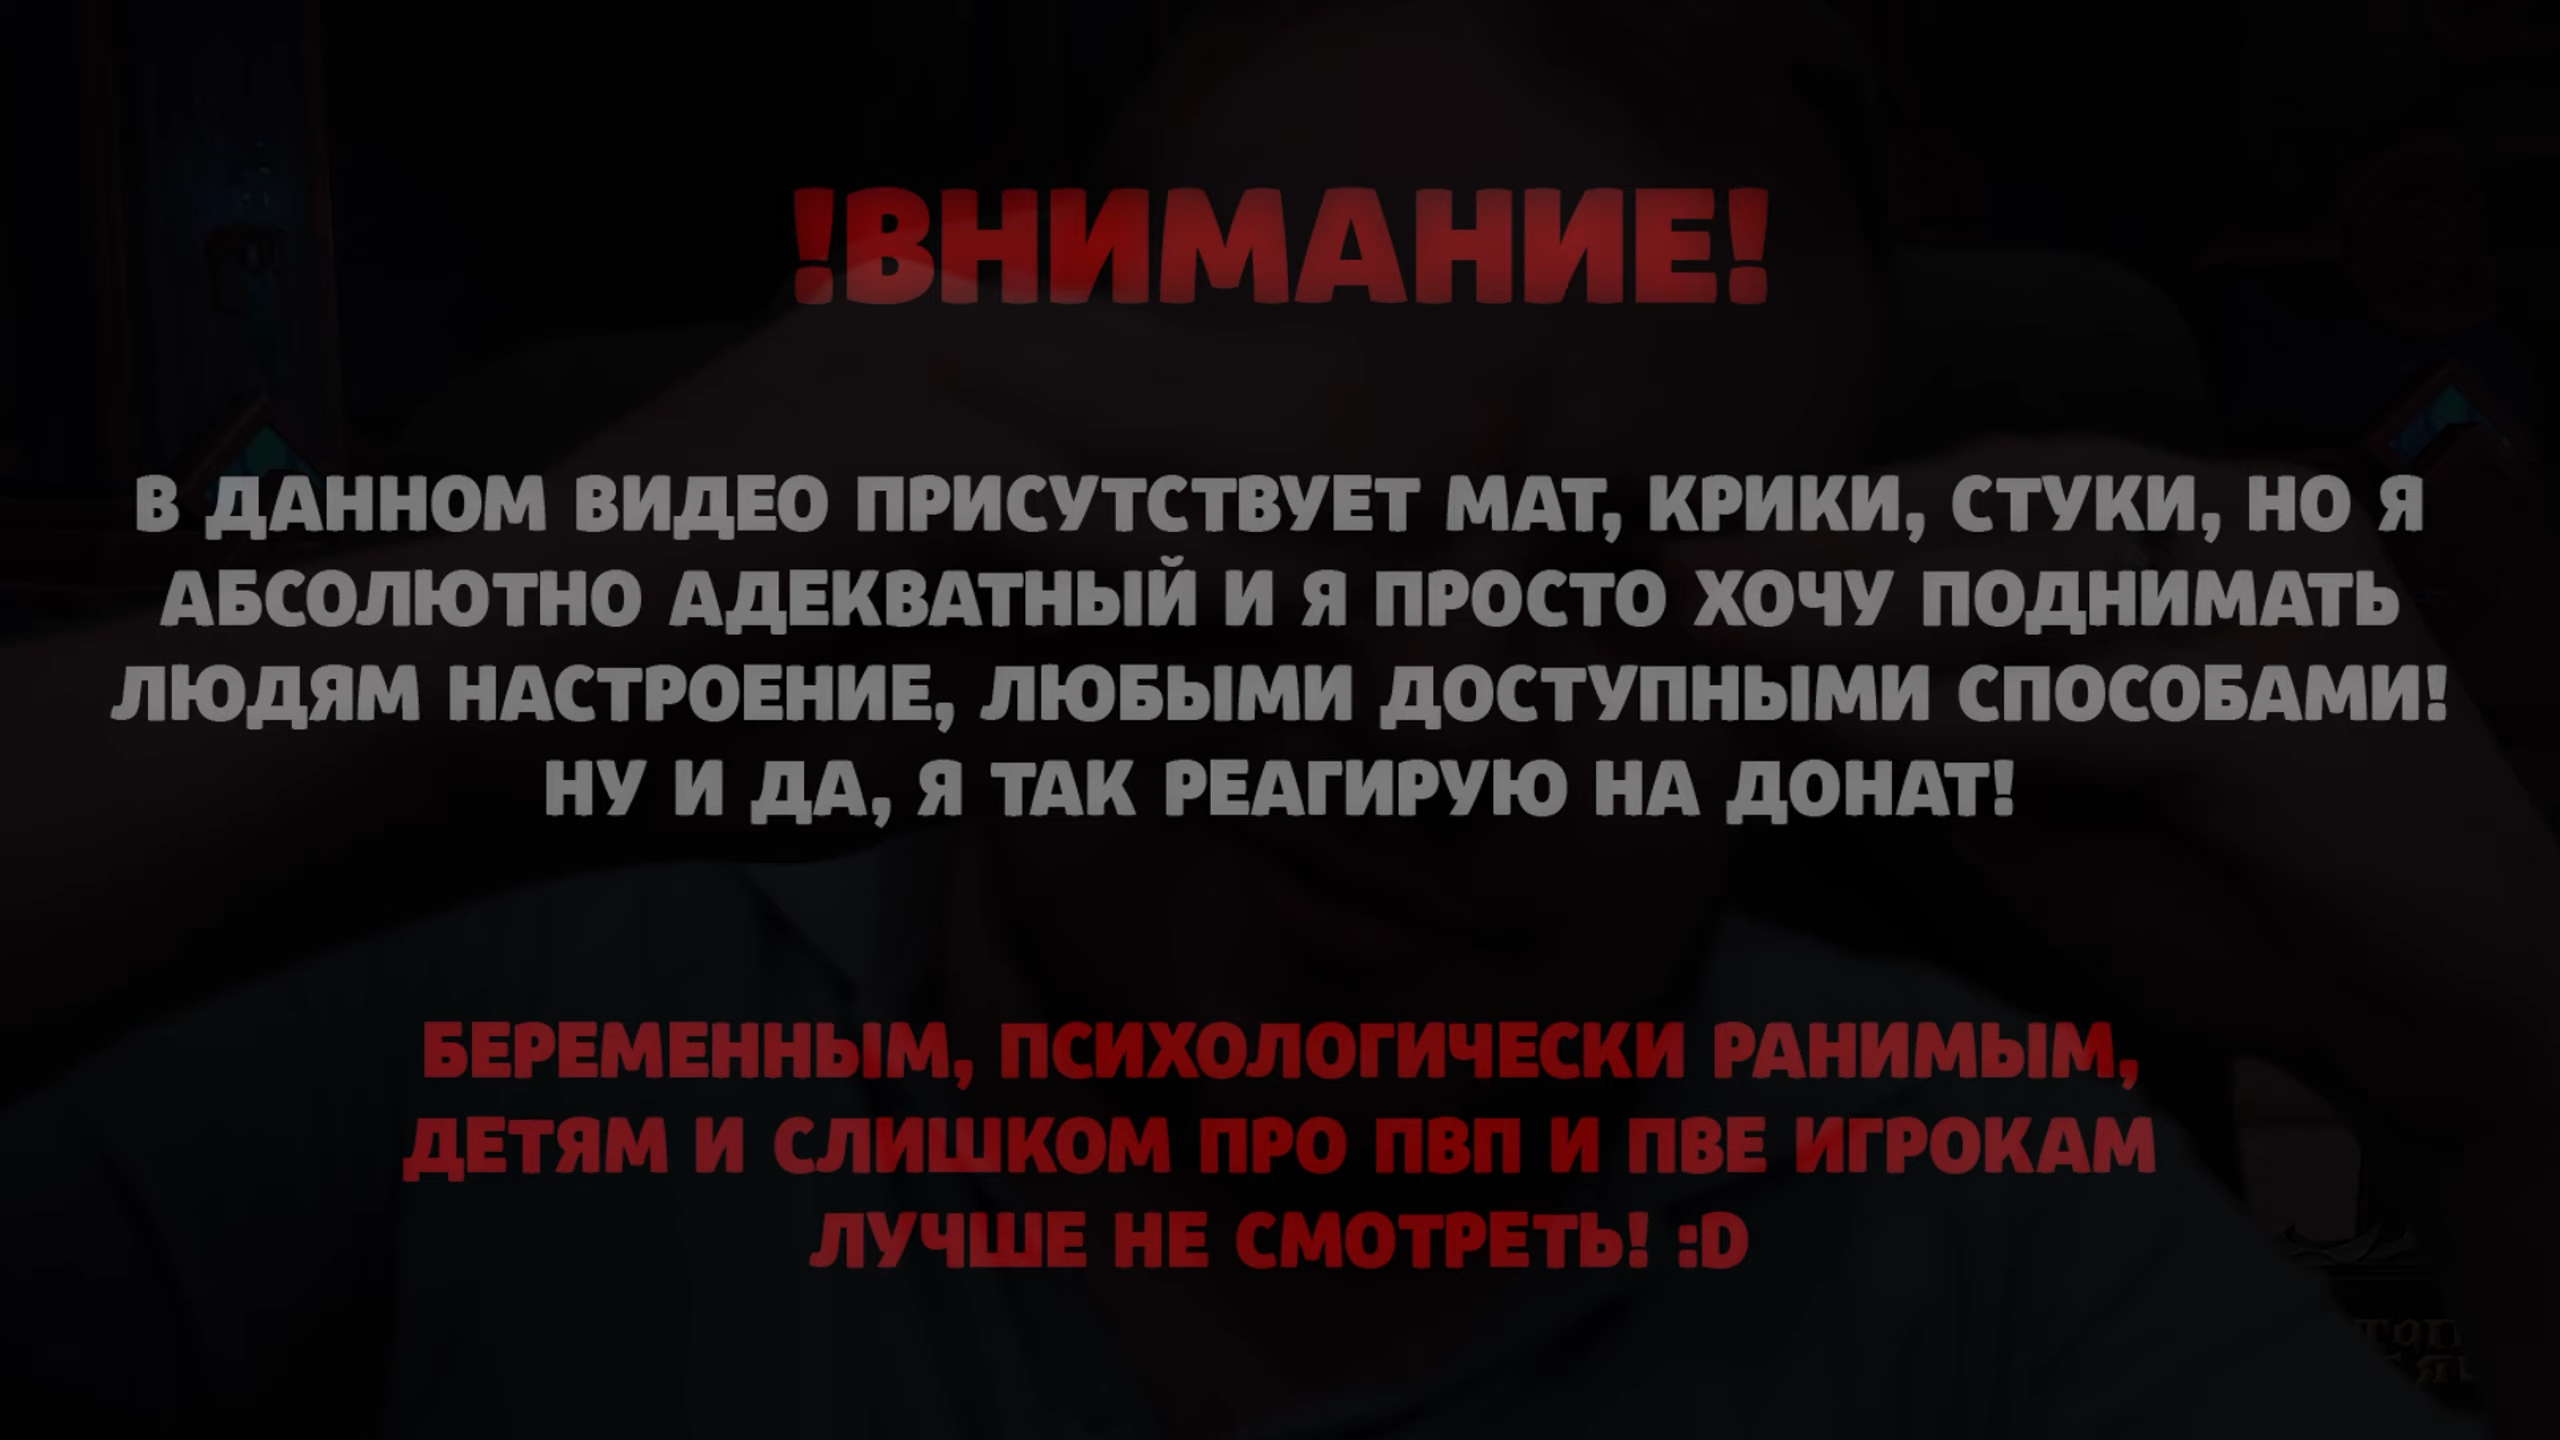 !ВНИМАНИЕ!
В ДАННОМ ВИДЕО ПРИСУТСТВУЕТ МАТ, КРИКИ, СТУКИ, НО Я
АБСОЛЮТНО АДЕКВАТНЫЙ И Я ПРОСТО ХОЧУ ПОДНИМАТЬ
ЛЮДЯМ НАСТРОЕНИЕ, ЛЮБЫМИ ДОСТУПНЫМИ СПОСОБАМИ!
НУ И ДА, Я ТАК РЕАГИРУЮ НА ДОНАТ!
БЕРЕМЕННЫМ, ПСИХОЛОГИЧЕСКИ РАНИМЫМ,
ДЕТЯМ И СЛИШКОМ ПРО ПВП И ПВЕ ИГРОКАМ
ЛУЧШЕ НЕ СМОТРЕТЬ! :D